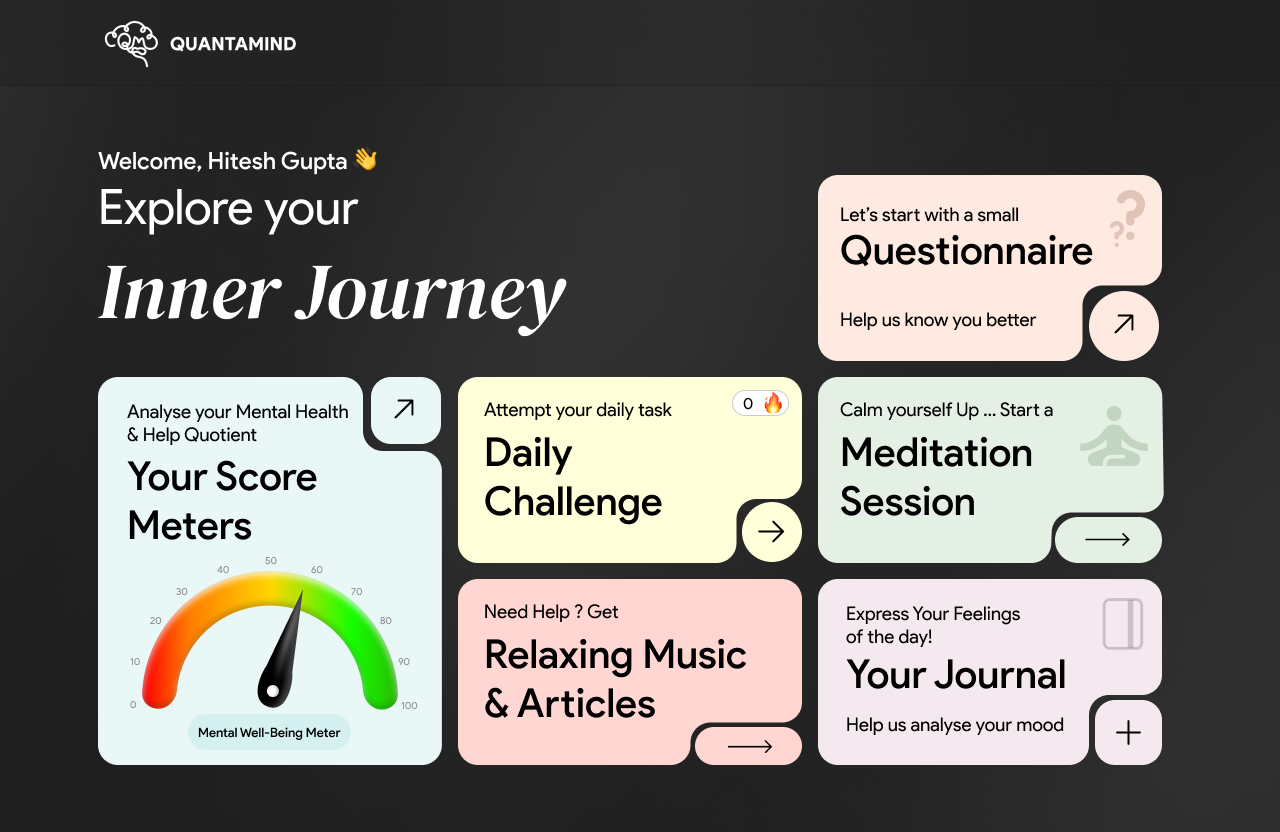 QM
QUANTAMIND
Welcome, Hitesh Gupta 👋
Explore your
Inner Journey
Let's start with a small
Questionnaire
Help us know you better
Analyse your Mental Health
& Help Quotient
Your Score
Meters
0
10
20
30
40
50
60
70
80
90
100
Mental Well-Being Meter
Attempt your daily task
0 🔥
Daily
Challenge
Calm yourself Up ... Start a
Meditation
Session
Need Help ? Get
Relaxing Music
& Articles
Express Your Feelings
of the day!
Your Journal
Help us analyse your mood